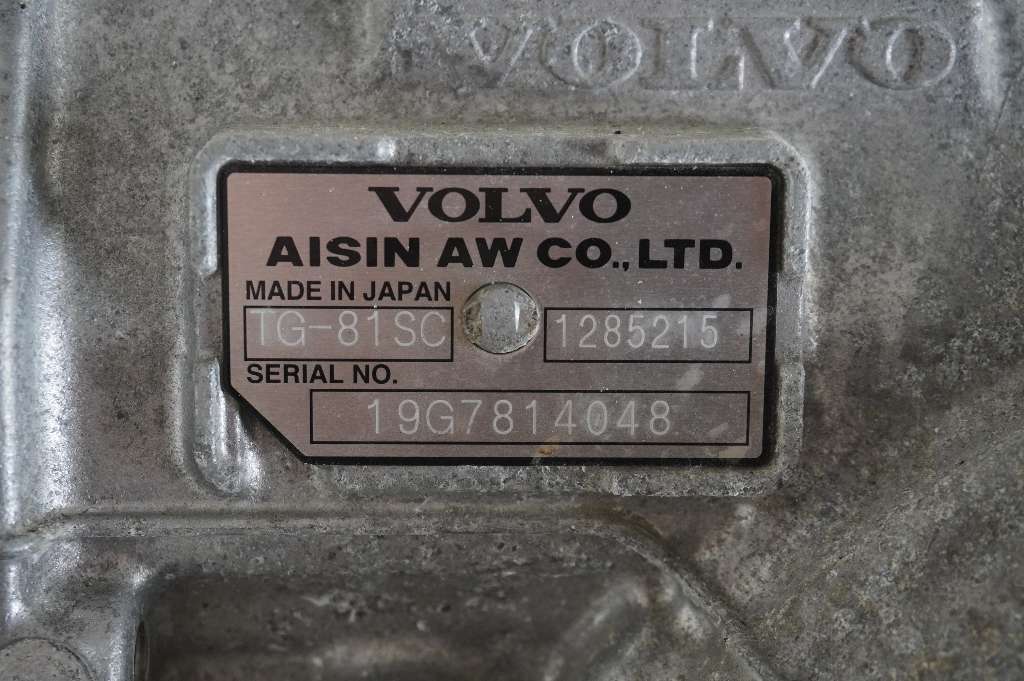 VOLVO
VOLVO
AISIN AW CO., LTD.
MADE IN JAPAN
TG-81SC 1285215
SERIAL NO.
19G7814048